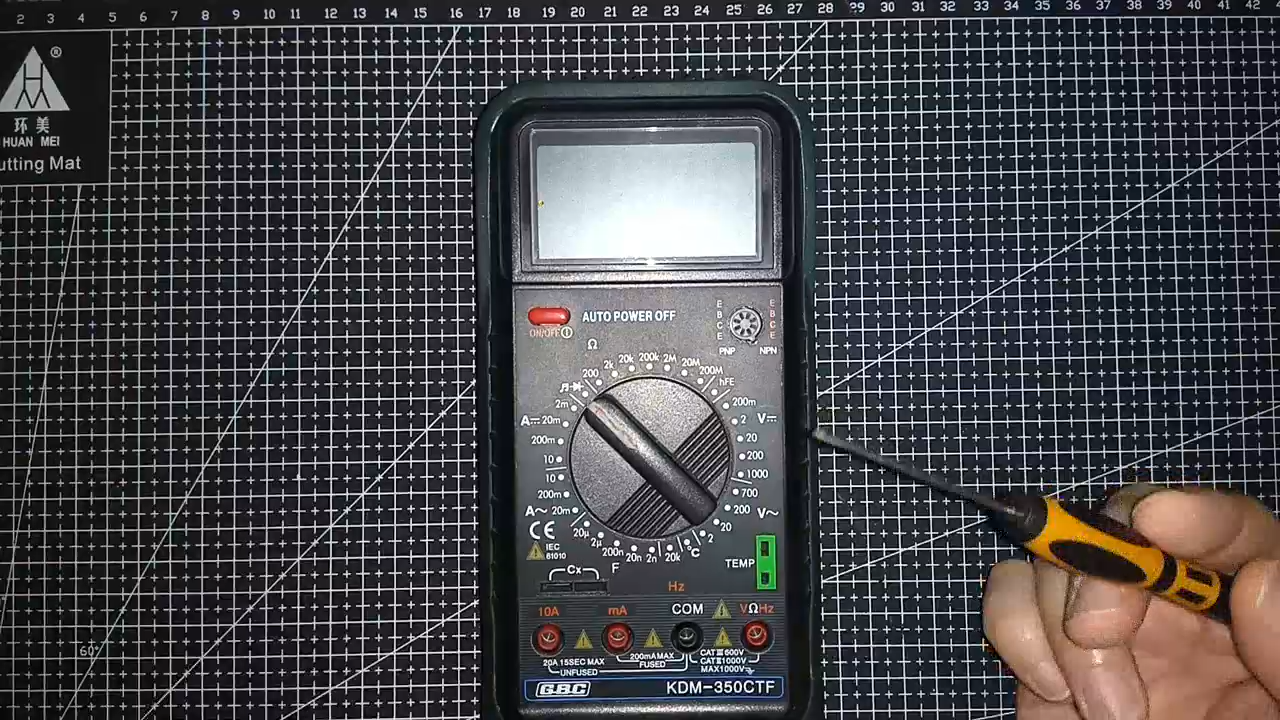 2 3 4 5 6 7 8 9 10 11 12 13 14 15 16 17 18 19 20 21 22 23 24 25 26 27 28 29 30 31 32 33 34 35 36 37 38 39 40 41 42
®
环美
HUAN MEI
utting Mat
60°
AUTO POWER OFF
ON/OFF
E B C E
PNP
E B C E
NPN
Ω
200 2k 20k 200k 2M 20M 200M
hFE
V⎓
200m
2
20
200
1000
V~
700
200
20
2
°C
20k
Hz
F
2n
20n
200n
2µ
20µ
A~
20m
200m
10
A⎓
10
200m
20m
2m
CE
IEC
61010
Cx
TEMP
10A mA COM VΩHz
20A 15SEC MAX
UNFUSED
200mA MAX
FUSED
CATⅢ600V
CATⅡ1000V
MAX1000V
GBC
KDM-350CTF